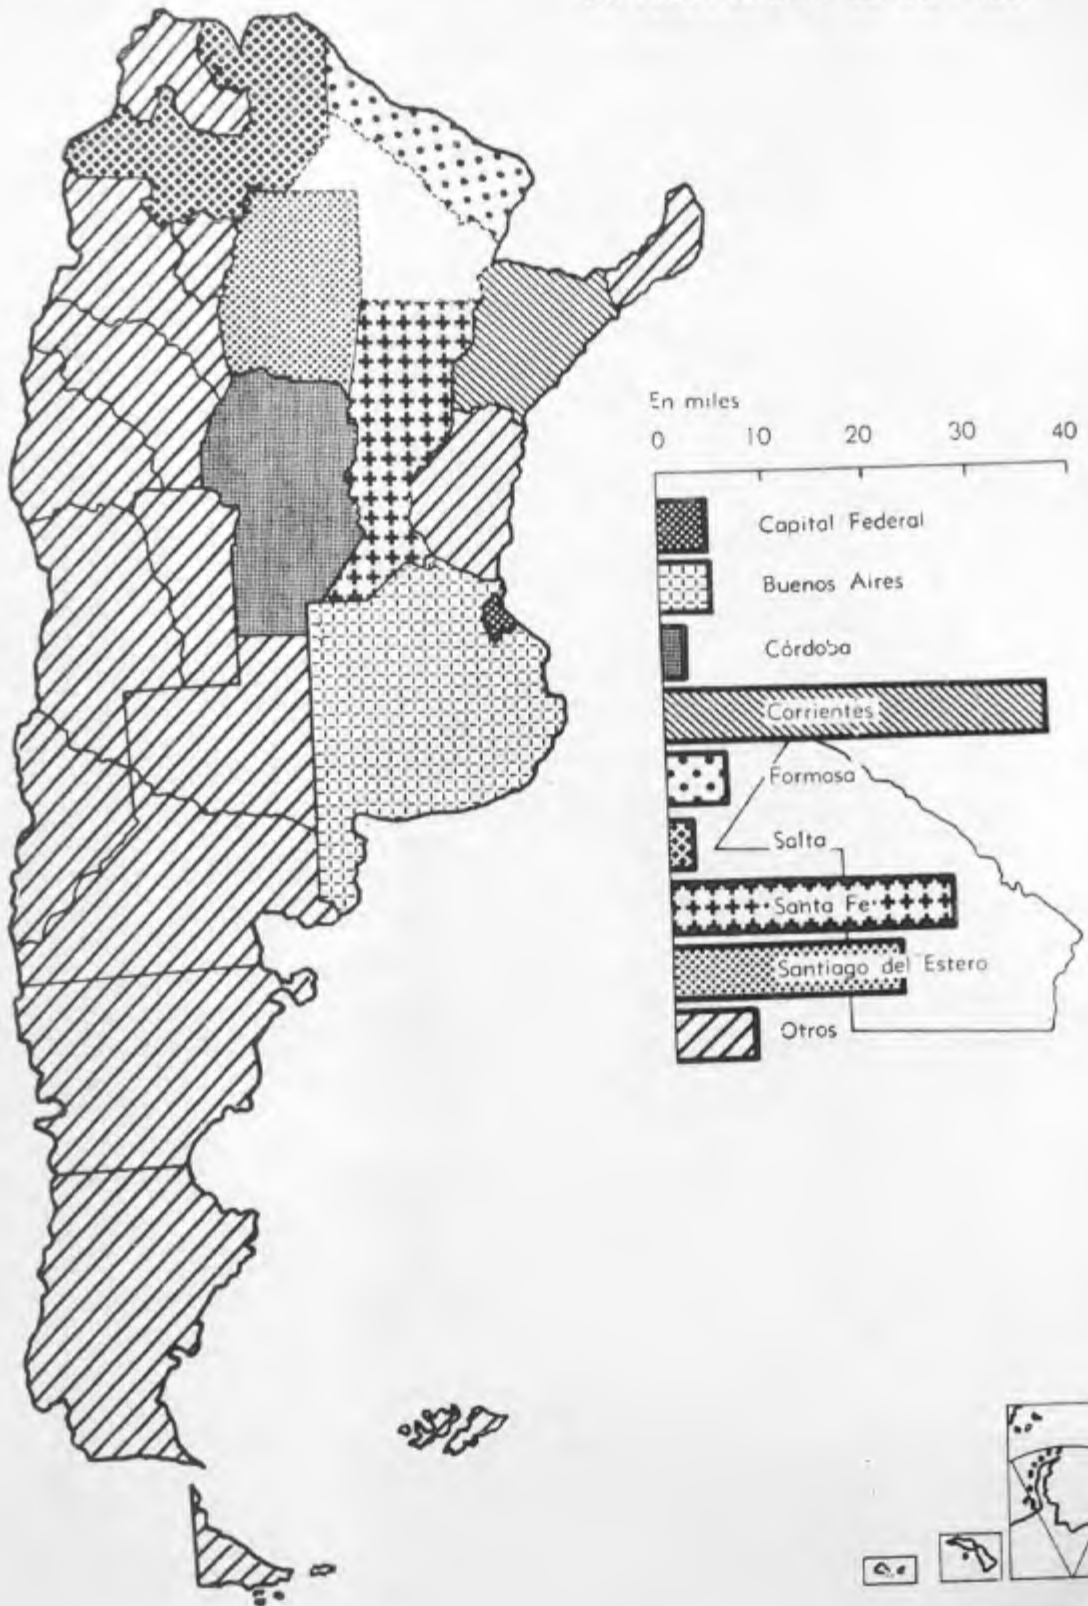 En miles
0 10 20 30 40
Capital Federal
Buenos Aires
Córdoba
Corrientes
Formosa
Salta
Santa Fe
Santiago del Estero
Otros